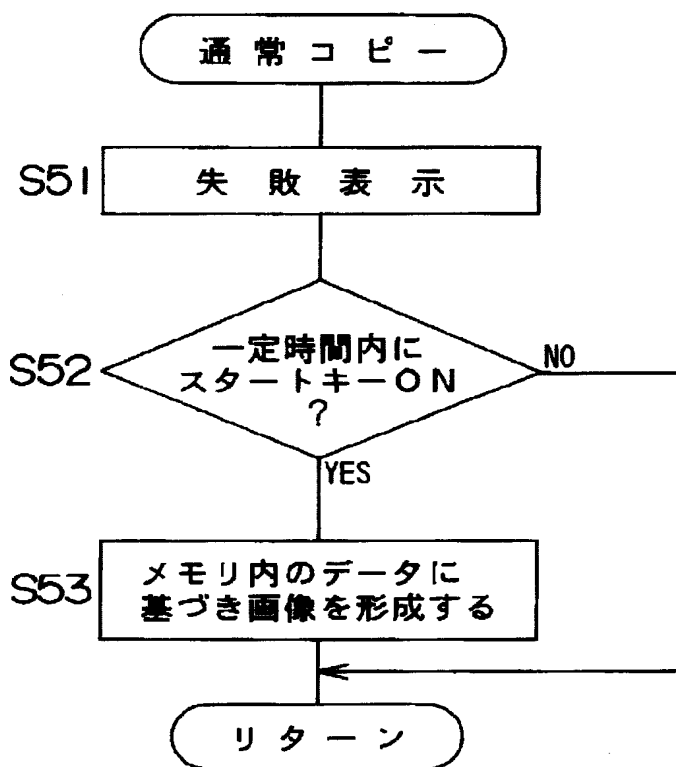 通常コピー
S51
失敗表示
S52
一定時間内に
スタートキーON
?
NO
YES
S53
メモリ内のデータに
基づき画像を形成する
リターン